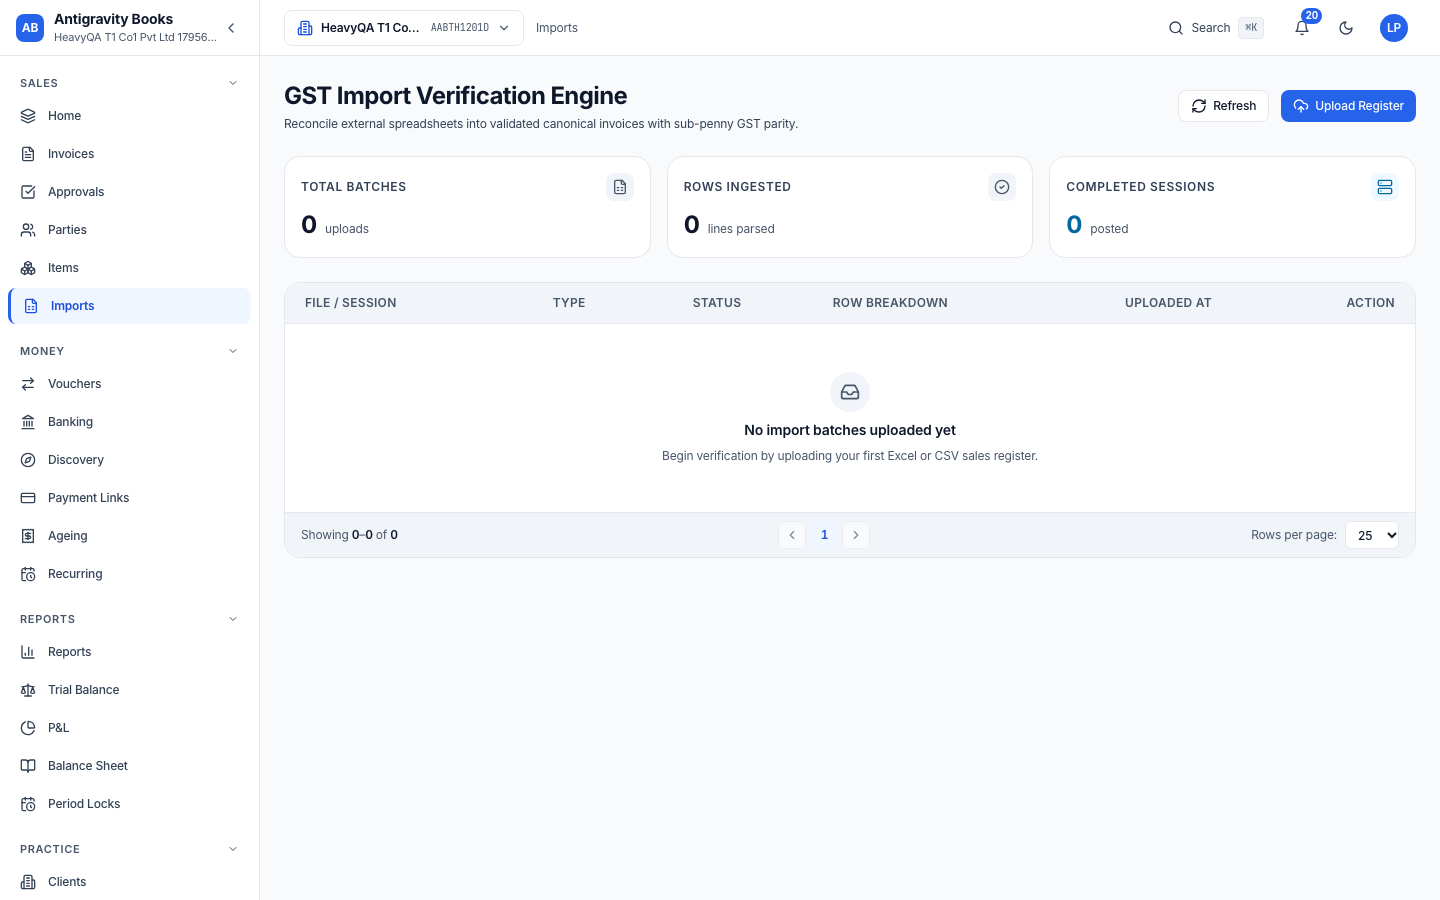 AB
Antigravity Books
HeavyQA T1 Co1 Pvt Ltd 17956...
SALES
Home
Invoices
Approvals
Parties
Items
Imports
MONEY
Vouchers
Banking
Discovery
Payment Links
Ageing
Recurring
REPORTS
Reports
Trial Balance
P&L
Balance Sheet
Period Locks
PRACTICE
Clients
HeavyQA T1 Co... AABTH1201D
Imports
Search ⌘K
20
LP
GST Import Verification Engine
Reconcile external spreadsheets into validated canonical invoices with sub-penny GST parity.
Refresh
Upload Register
TOTAL BATCHES
0 uploads
ROWS INGESTED
0 lines parsed
COMPLETED SESSIONS
0 posted
FILE / SESSION TYPE STATUS ROW BREAKDOWN UPLOADED AT ACTION
No import batches uploaded yet
Begin verification by uploading your first Excel or CSV sales register.
Showing 0–0 of 0
1
Rows per page: 25